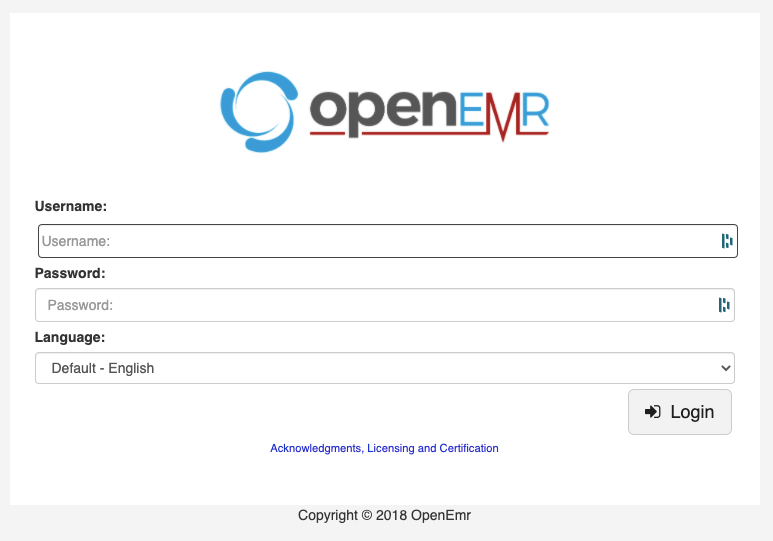 openEMR
Username:
Username:
Password:
Password:
Language:
Default - English
Login
Acknowledgments, Licensing and Certification
Copyright © 2018 OpenEmr